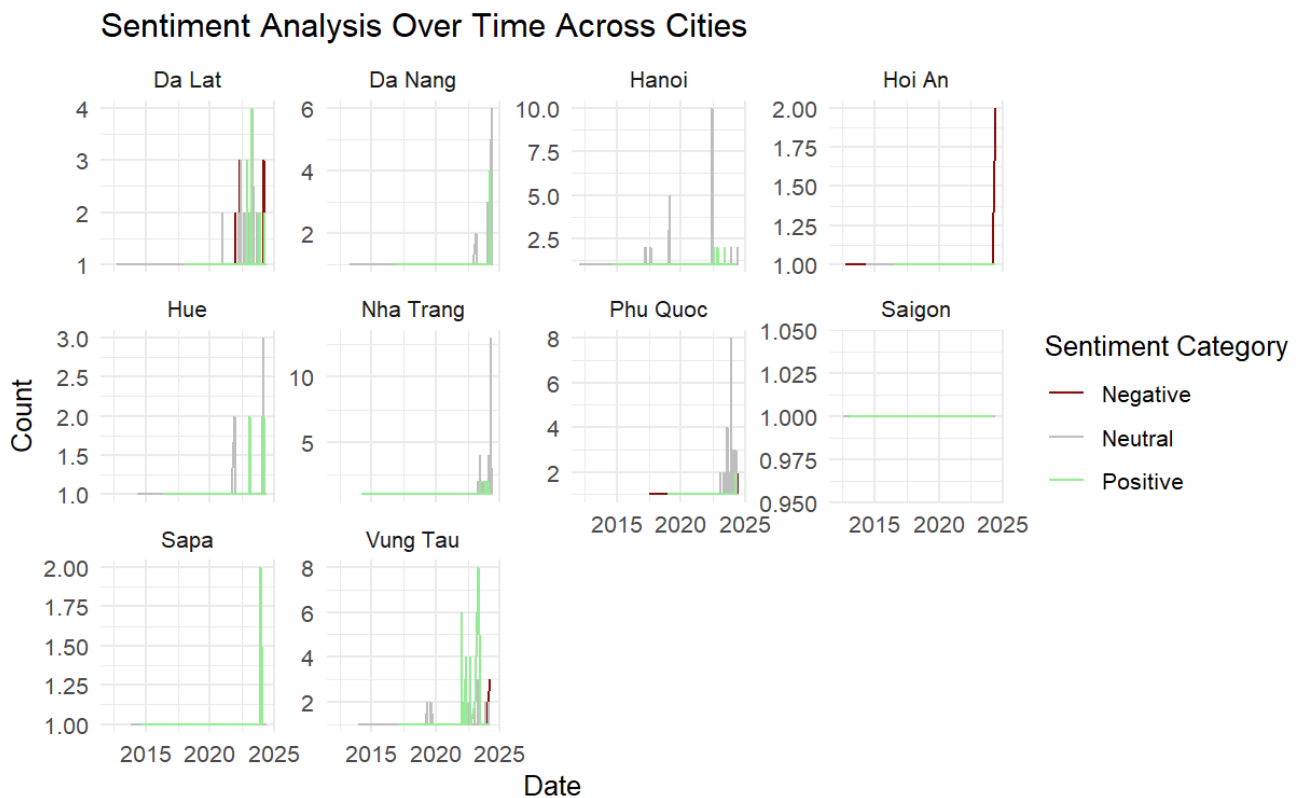 Sentiment Analysis Over Time Across Cities
Da Lat
Da Nang
Hanoi
Hoi An
4
3
2
1
6
4
2
10.0
7.5
5.0
2.5
2.00
1.75
1.50
1.25
1.00
Hue
Nha Trang
Phu Quoc
Saigon
3.0
2.5
2.0
1.5
1.0
10
5
8
6
4
2
1.050
1.025
1.000
0.975
0.950
2015 2020 2025
2015 2020 2025
Sapa
Vung Tau
2.00
1.75
1.50
1.25
1.00
8
6
4
2
2015 2020 2025
2015 2020 2025
Count
Date
Sentiment Category
Negative
Neutral
Positive